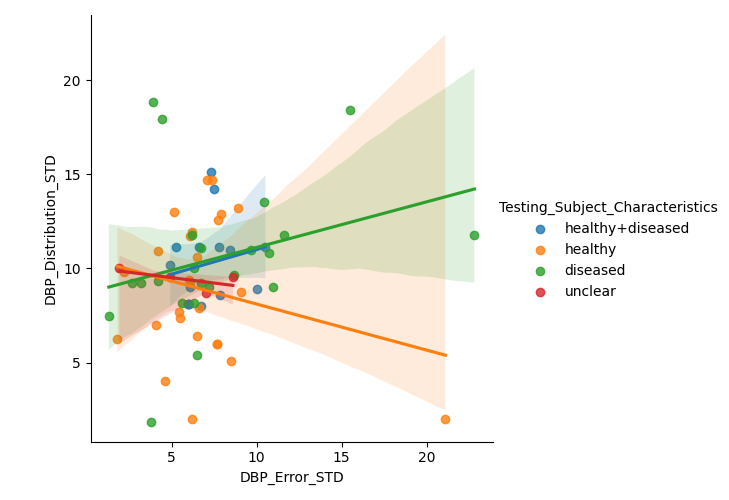 20
15
10
5
DBP_Distribution_STD
5
10
15
20
DBP_Error_STD
Testing_Subject_Characteristics
healthy+diseased
healthy
diseased
unclear